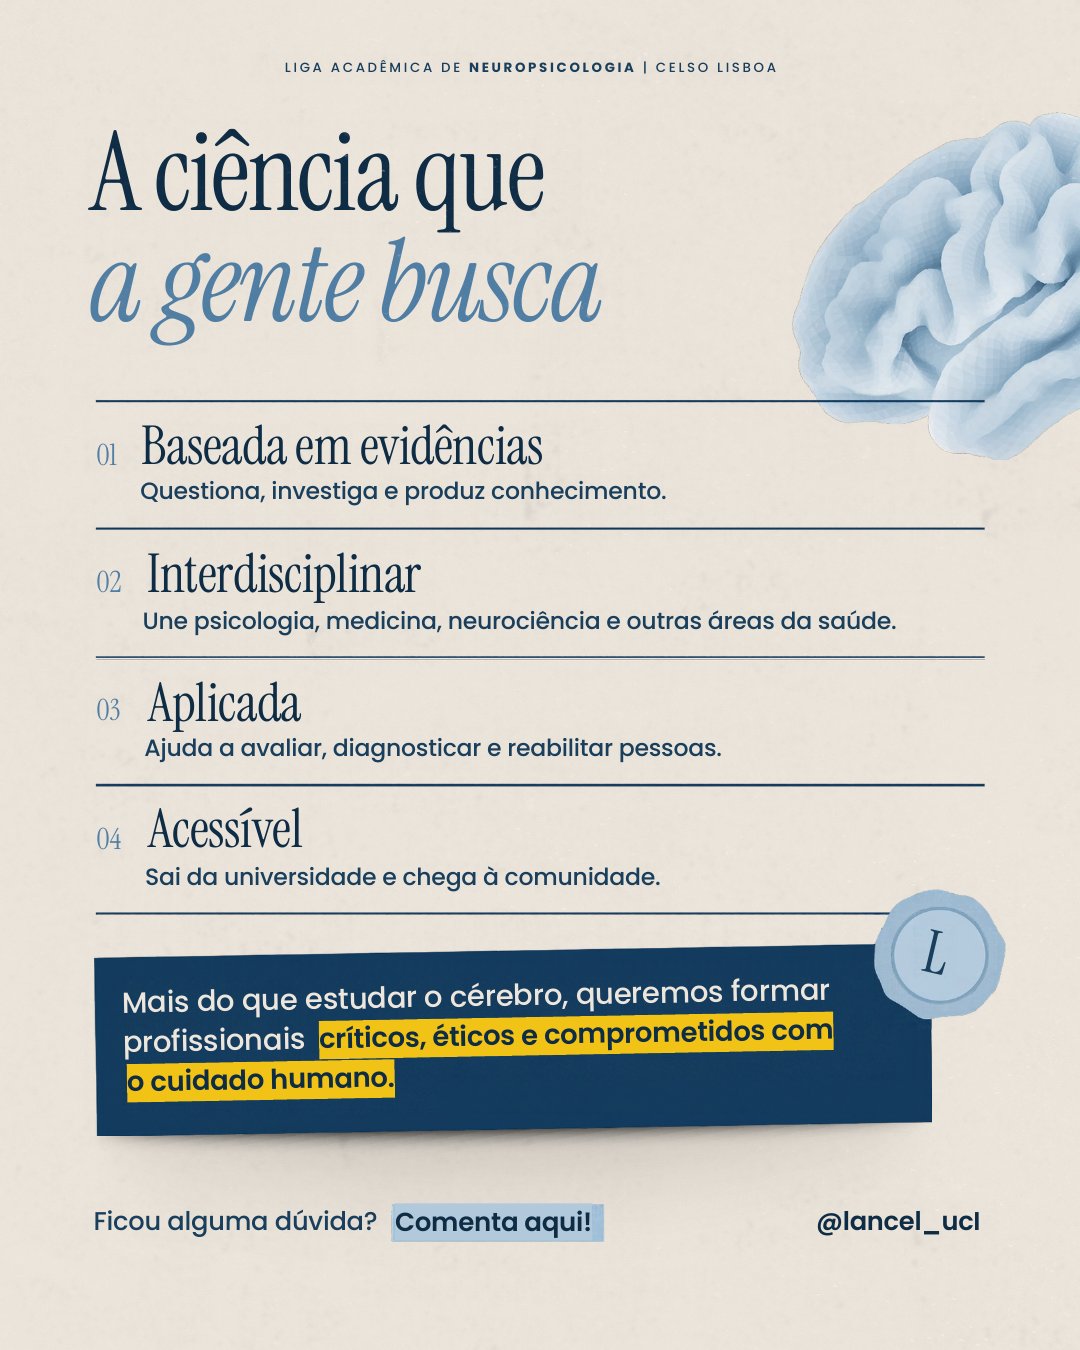 LIGA ACADÊMICA DE NEUROPSICOLOGIA | CELSO LISBOA
A ciência que
a gente busca
01 Baseada em evidências
Questiona, investiga e produz conhecimento.
02 Interdisciplinar
Une psicologia, medicina, neurociência e outras áreas da saúde.
03 Aplicada
Ajuda a avaliar, diagnosticar e reabilitar pessoas.
04 Acessível
Sai da universidade e chega à comunidade.
L
Mais do que estudar o cérebro, queremos formar
profissionais críticos, éticos e comprometidos com
o cuidado humano.
Ficou alguma dúvida? Comenta aqui! @lancel_ucl